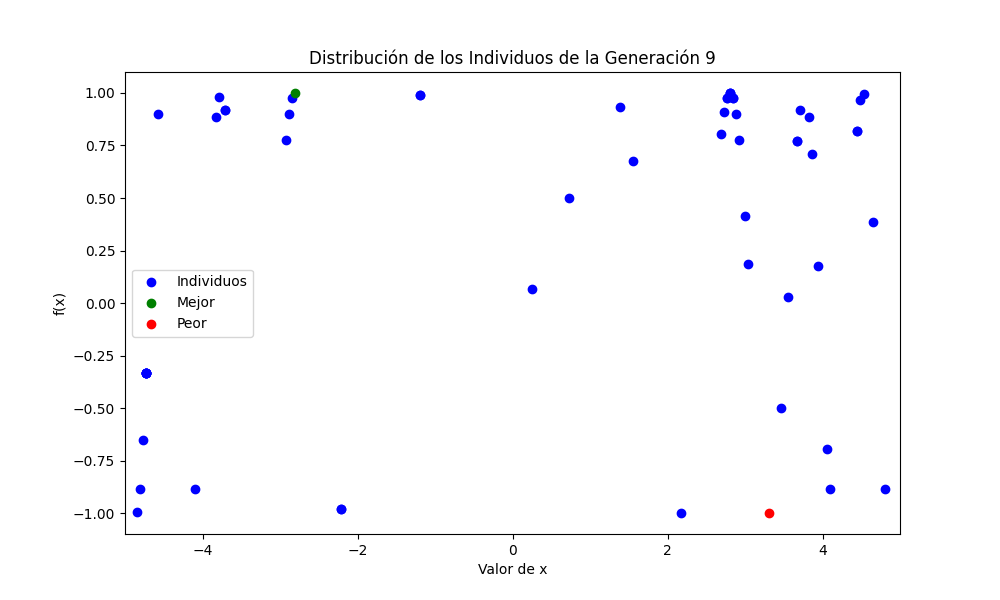 Distribución de los Individuos de la Generación 9
1.00
0.75
0.50
0.25
0.00
−0.25
−0.50
−0.75
−1.00
f(x)
Individuos
Mejor
Peor
−4
−2
0
2
4
Valor de x